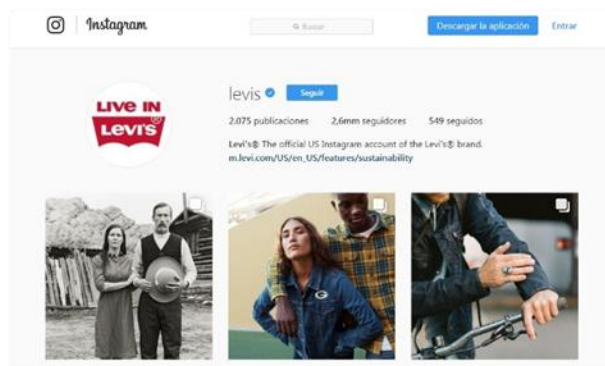 Instagram
Buscar
Descargar la aplicación
Entrar
LIVE IN
LEVI'S®
levis
Seguir
2.075 publicaciones 2,6mm seguidores 549 seguidos
Levi's® The official US Instagram account of the Levi's® brand.
m.levi.com/US/en_US/features/sustainability
G